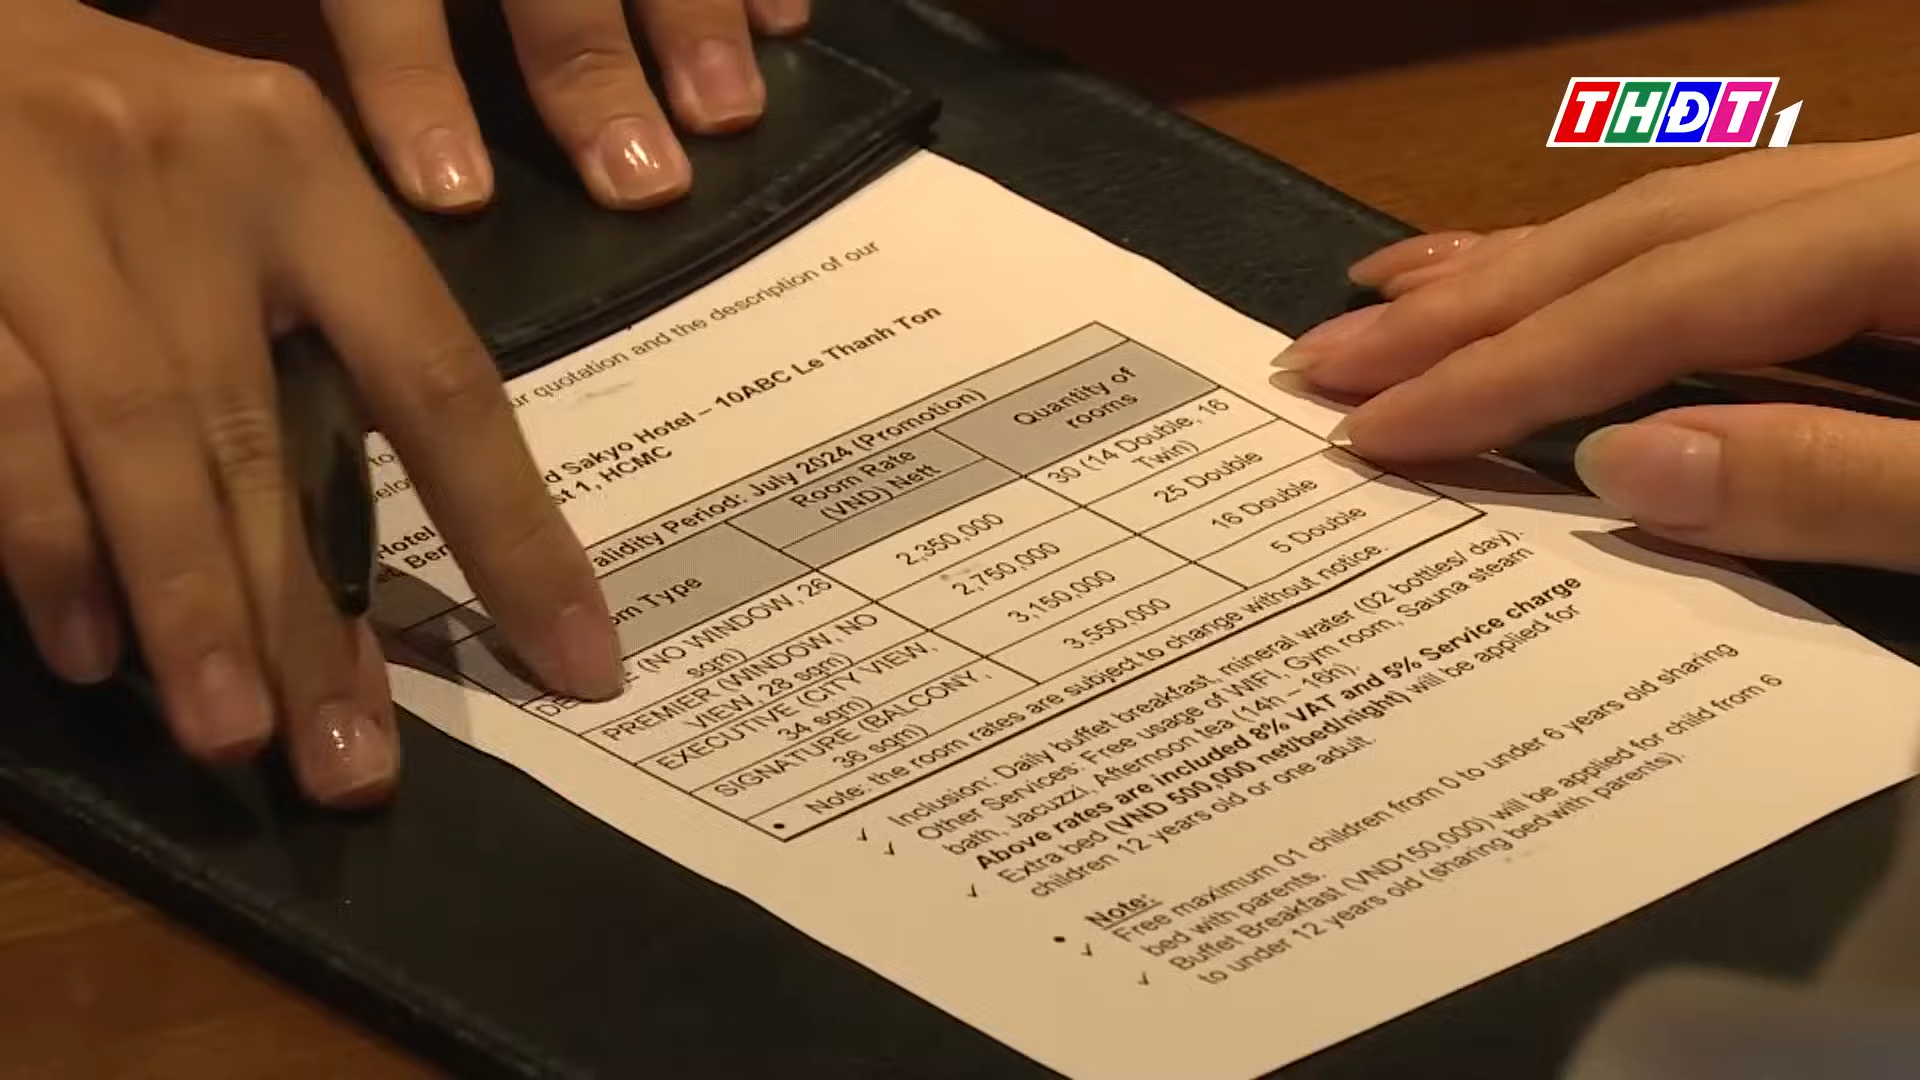 THĐT1
quotation and the description of our
to
Sakyo Hotel – 10ABC Le Thanh Ton
1, HCMC
Hotel
Period: July 2024 (Promotion)
Type
Room Rate
(VND) Nett
Quantity of
rooms
(NO WINDOW, 26
sqm)
2,350,000
30 (14 Double, 16
Twin)
PREMIER (WINDOW, NO
VIEW, 28 sqm)
2,750,000
25 Double
EXECUTIVE (CITY VIEW,
34 sqm)
3,150,000
16 Double
SIGNATURE (BALCONY,
36 sqm)
3,550,000
5 Double
• Note: the room rates are subject to change without notice.
✓ Inclusion: Daily buffet breakfast, mineral water (02 bottles/ day).
✓ Other Services: Free usage of WIFI, Gym room, Sauna steam
bath, Jacuzzi, Afternoon tea (14h – 16h).
Above rates are included 8% VAT and 5% Service charge
✓ Extra bed (VND 500,000 net/bed/night) will be applied for
children 12 years old or one adult.
• Note:
✓ Free maximum 01 children from 0 to under 6 years old sharing
bed with parents.
✓ Buffet Breakfast (VND150,000) will be applied for child from 6
to under 12 years old (sharing bed with parents).